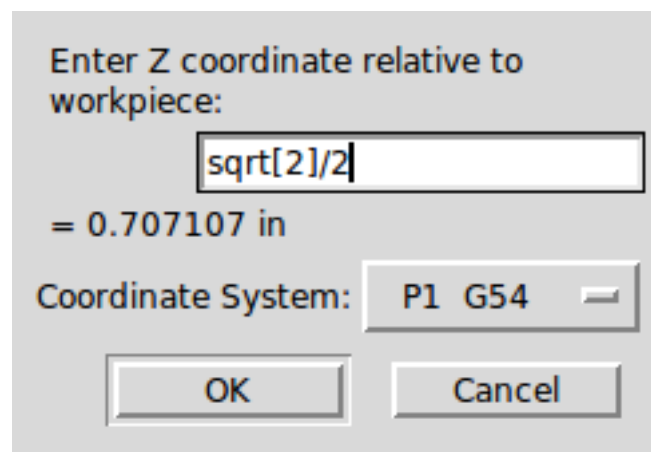 Enter Z coordinate relative to
workpiece:
sqrt[2]/2
= 0.707107 in
Coordinate System: P1 G54
OK Cancel